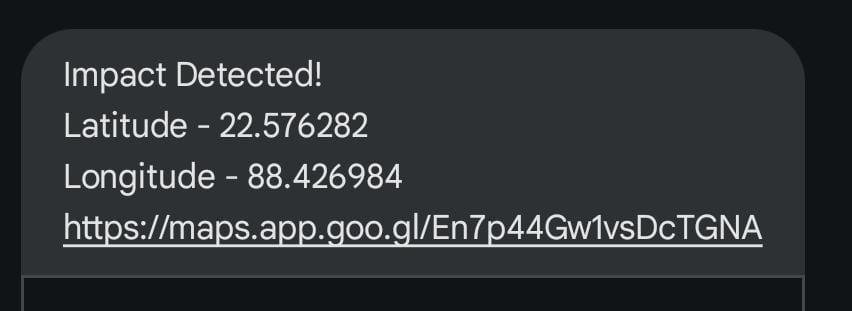 Impact Detected!
Latitude - 22.576282
Longitude - 88.426984
https://maps.app.goo.gl/En7p44Gw1vsDcTGNA